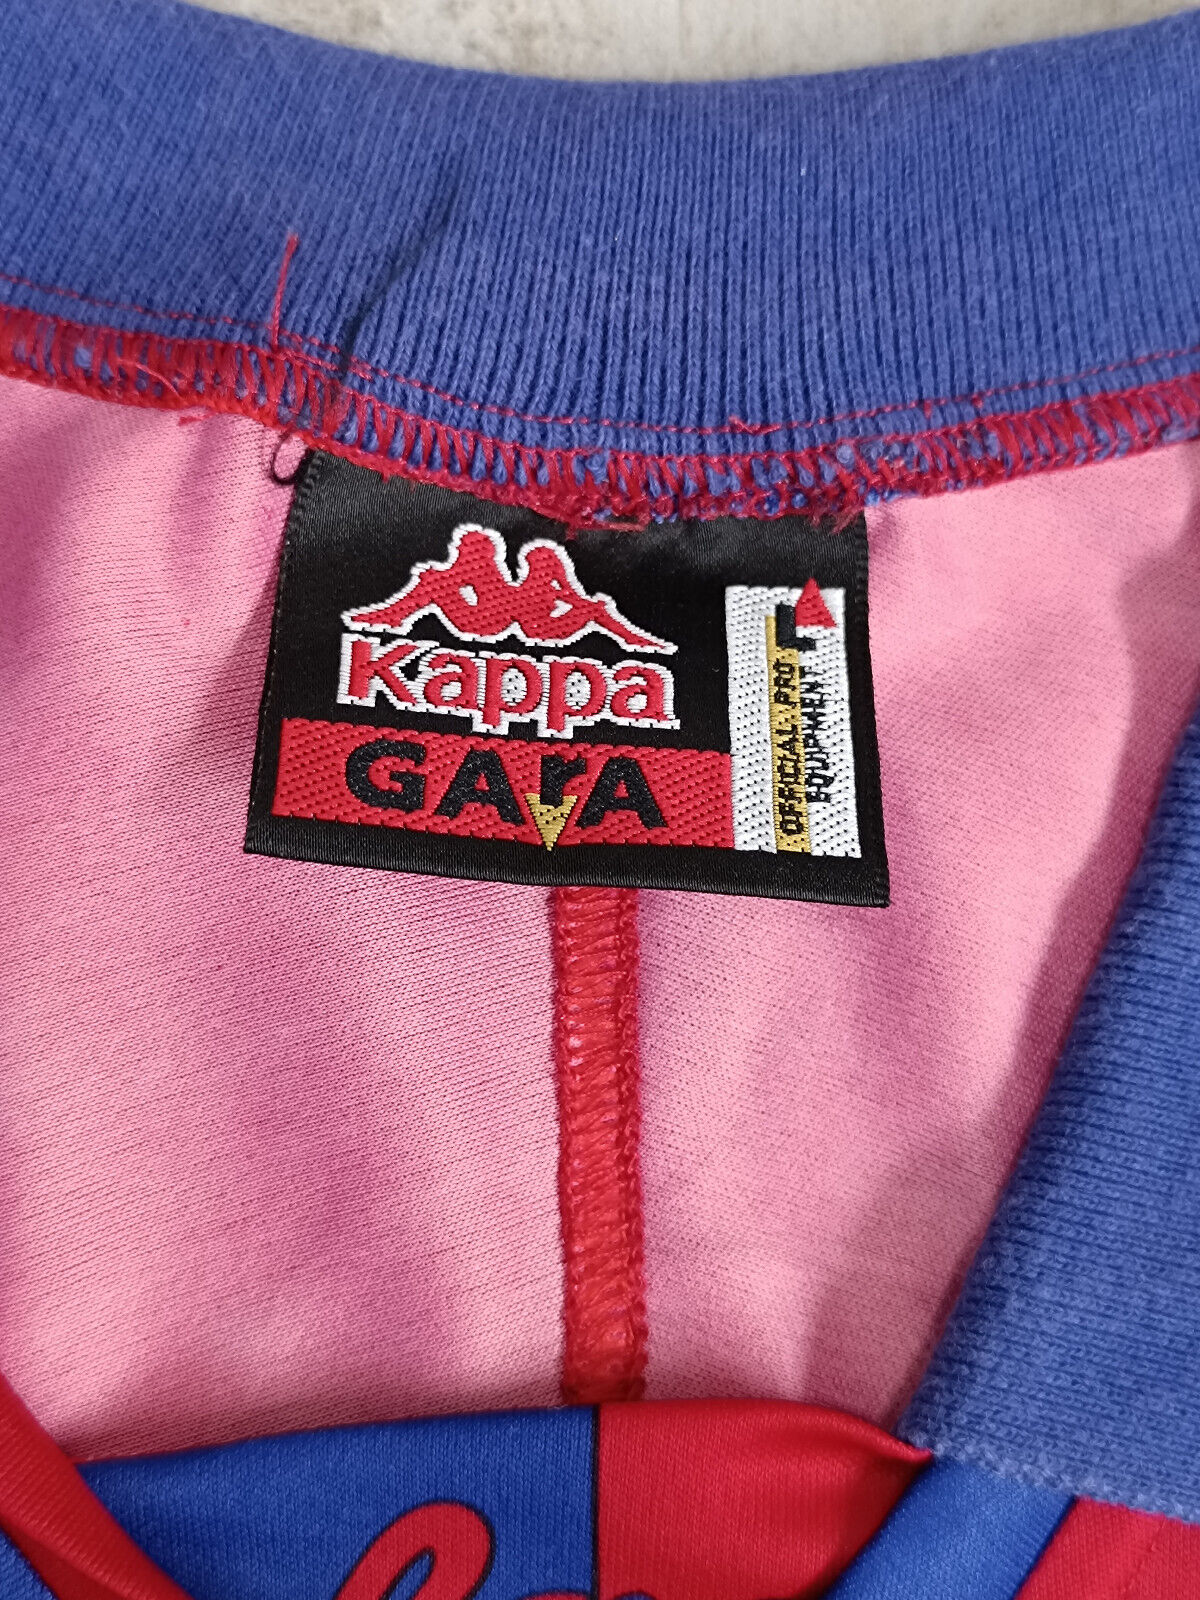 Kappa
GArA
L
OFFICIAL PRO
EQUIPMENT